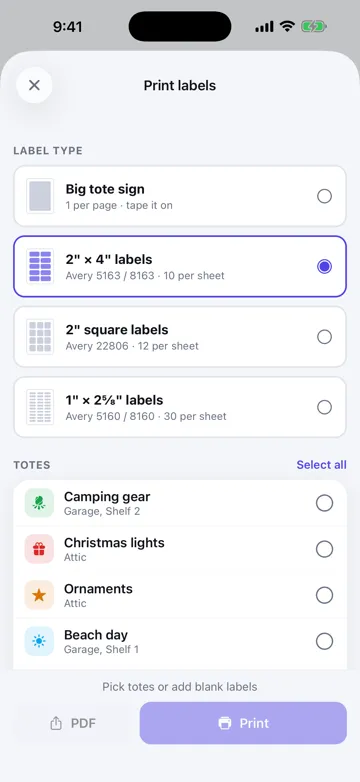 9:41
Print labels
LABEL TYPE
Big tote sign
1 per page · tape it on
2" × 4" labels
Avery 5163 / 8163 · 10 per sheet
2" square labels
Avery 22806 · 12 per sheet
1" × 2⅝" labels
Avery 5160 / 8160 · 30 per sheet
TOTES Select all
Camping gear
Garage, Shelf 2
Christmas lights
Attic
Ornaments
Attic
Beach day
Garage, Shelf 1
Pick totes or add blank labels
PDF Print